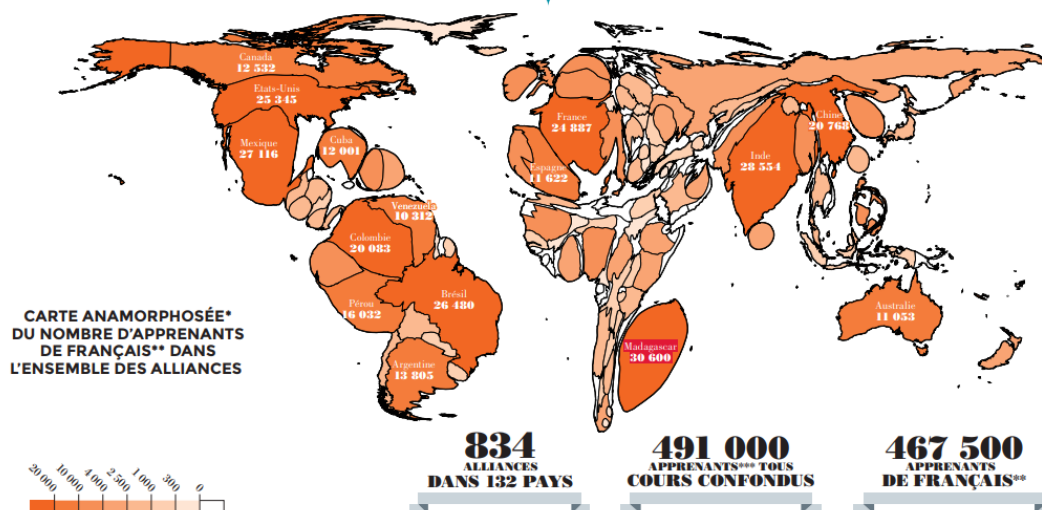 Canada
12 532
Etats-Unis
25 345
Mexique
27 116
Cuba
12 001
France
24 887
Espagne
11 622
Chine
20 768
Inde
28 554
Venezuela
10 312
Colombie
20 083
Brésil
26 480
Pérou
16 032
Argentine
13 805
Madagascar
30 600
Australie
11 053
CARTE ANAMORPHOSÉE*
DU NOMBRE D'APPRENANTS
DE FRANÇAIS** DANS
L'ENSEMBLE DES ALLIANCES
20 000
10 000
4 000
2 500
1 000
300
0
834
ALLIANCES
DANS 132 PAYS
491 000
APPRENANTS*** TOUS
COURS CONFONDUS
467 500
APPRENANTS
DE FRANÇAIS**